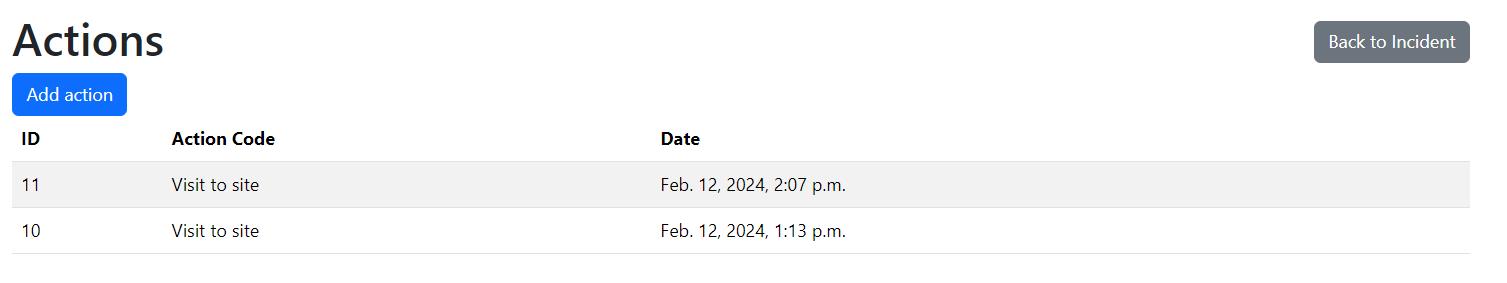 Actions
Back to Incident
Add action
ID Action Code Date
11 Visit to site Feb. 12, 2024, 2:07 p.m.
10 Visit to site Feb. 12, 2024, 1:13 p.m.